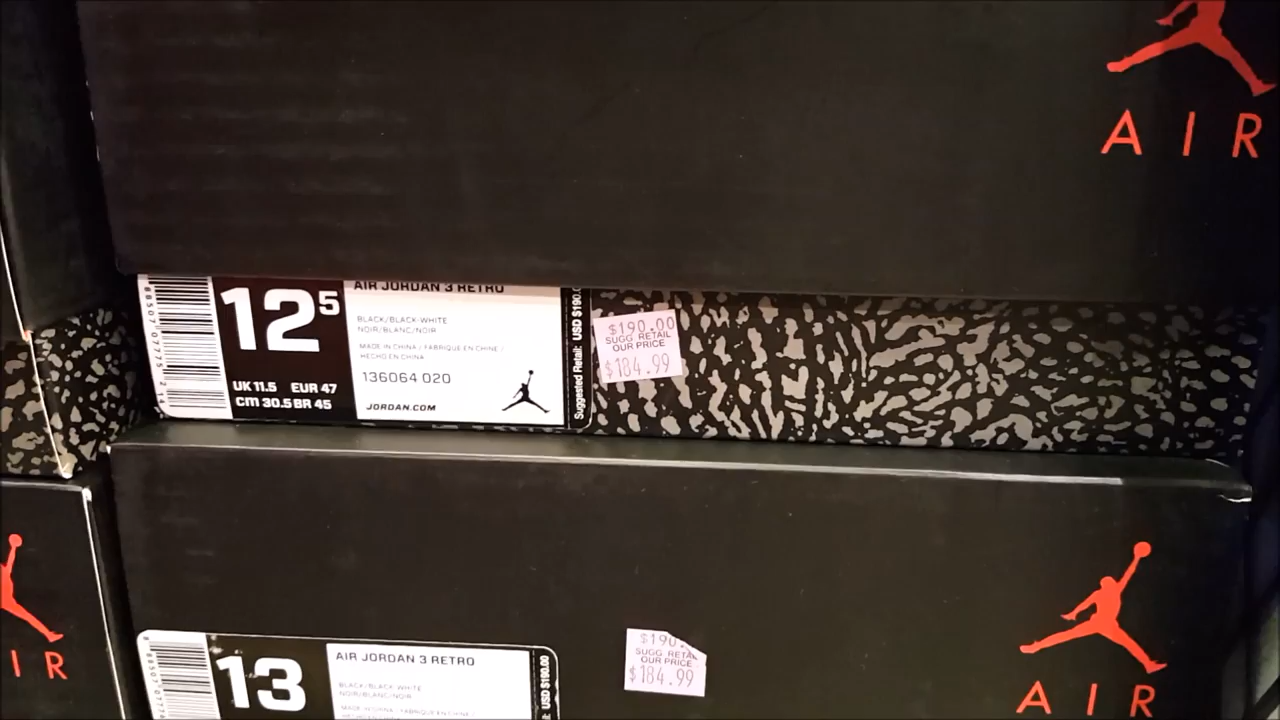 AIR
AIR JORDAN 3 RETRO
12 5
BLACK/BLACK-WHITE
NOIR/BLANC/NOIR
MADE IN CHINA / FABRIQUE EN CHINE /
HECHO EN CHINA
136064 020
UK 11.5 EUR 47
CM 30.5 BR 45
JORDAN.COM
Suggested Retail: USD $190.
$190.00
SUGG. RETAIL
OUR PRICE
$184.99
IR
AIR
13
AIR JORDAN 3 RETRO
BLACK/BLACK-WHITE
NOIR/BLANC/NOIR
MADE IN CHINA / FABRIQUE EN CHINE /
USD $190.00
$190.
SUGG. RETAIL
OUR PRICE
$184.99